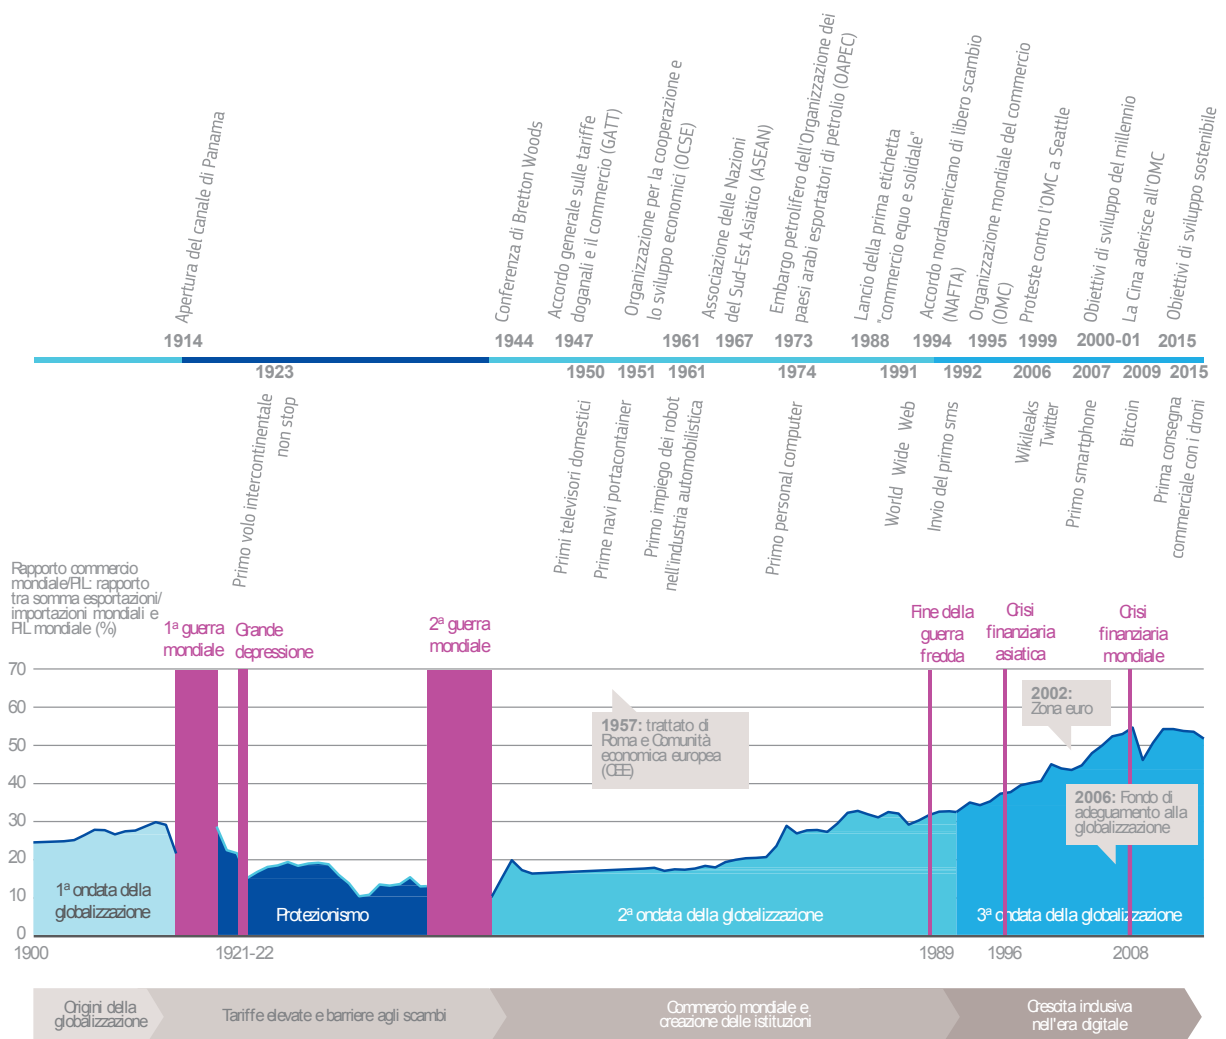 Apertura del canale di Panama
Conferenza di Bretton Woods
Accordo generale sulle tariffe
doganali e il commercio (GATT)
Organizzazione per la cooperazione e
lo sviluppo economici (OCSE)
Associazione delle Nazioni
del Sud-Est Asiatico (ASEAN)
Embargo petrolifero dell'Organizzazione dei
paesi arabi esportatori di petrolio (OAPEC)
Lancio della prima etichetta
"commercio equo e solidale"
Accordo nordamericano di libero scambio
(NAFTA)
Organizzazione mondiale del commercio
(OMC)
Proteste contro l'OMC a Seattle
Obiettivi di sviluppo del millennio
La Cina aderisce all'OMC
Obiettivi di sviluppo sostenibile
1914 1944 1947 1961 1967 1973 1988 1994 1995 1999 2000-01 2015
1923 1950 1951 1961 1974 1991 1992 2006 2007 2009 2015
Primo volo intercontinentale
non stop
Primi televisori domestici
Prime navi portacontainer
Primo impiego dei robot
nell'industria automobilistica
Primo personal computer
World Wide Web
Invio del primo sms
Wikileaks
Twitter
Primo smartphone
Bitcoin
Prima consegna
commerciale con i droni
Rapporto commercio
mondiale/PIL: rapporto
tra somma esportazioni/
importazioni mondiali e
PIL mondiale (%)
1ª guerra
mondiale
Grande
depressione
2ª guerra
mondiale
Fine della
guerra
fredda
Crisi
finanziaria
asiatica
Crisi
finanziaria
mondiale
70
60
50
40
30
20
10
0
1957: trattato di
Roma e Comunità
economica europea
(CEE)
2002:
Zona euro
2006: Fondo di
adeguamento alla
globalizzazione
1ª ondata della
globalizzazione
Protezionismo
2ª ondata della globalizzazione
3ª ondata della globalizzazione
1900 1921-22 1989 1996 2008
Origini della
globalizzazione
Tariffe elevate e barriere agli scambi
Commercio mondiale e
creazione delle istituzioni
Crescita inclusiva
nell'era digitale